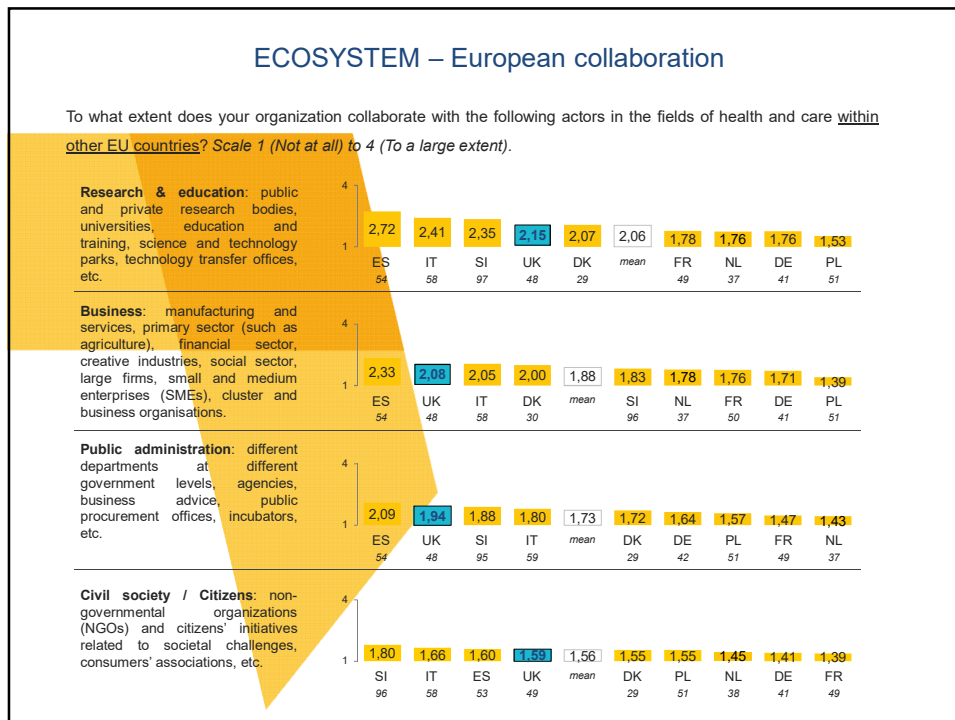 ECOSYSTEM – European collaboration
To what extent does your organization collaborate with the following actors in the fields of health and care within
other EU countries? Scale 1 (Not at all) to 4 (To a large extent).
Research & education: public
and private research bodies,
universities, education and
training, science and technology
parks, technology transfer offices,
etc.
4
1
2,72 2,41 2,35 2,15 2,07 2,06 1,78 1,76 1,76 1,53
ES IT SI UK DK mean FR NL DE PL
54 58 97 48 29 49 37 41 51
Business: manufacturing and
services, primary sector (such as
agriculture), financial sector,
creative industries, social sector,
large firms, small and medium
enterprises (SMEs), cluster and
business organisations.
4
1
2,33 2,08 2,05 2,00 1,88 1,83 1,78 1,76 1,71 1,39
ES UK IT DK mean SI NL FR DE PL
54 48 58 30 96 37 50 41 51
Public administration: different
departments at different
government levels, agencies,
business advice, public
procurement offices, incubators,
etc.
4
1
2,09 1,94 1,88 1,80 1,73 1,72 1,64 1,57 1,47 1,43
ES UK SI IT mean DK DE PL FR NL
54 48 95 59 29 42 51 49 37
Civil society / Citizens: non-
governmental organizations
(NGOs) and citizens' initiatives
related to societal challenges,
consumers' associations, etc.
4
1
1,80 1,66 1,60 1,59 1,56 1,55 1,55 1,45 1,41 1,39
SI IT ES UK mean DK PL NL DE FR
96 58 53 49 29 51 38 41 49